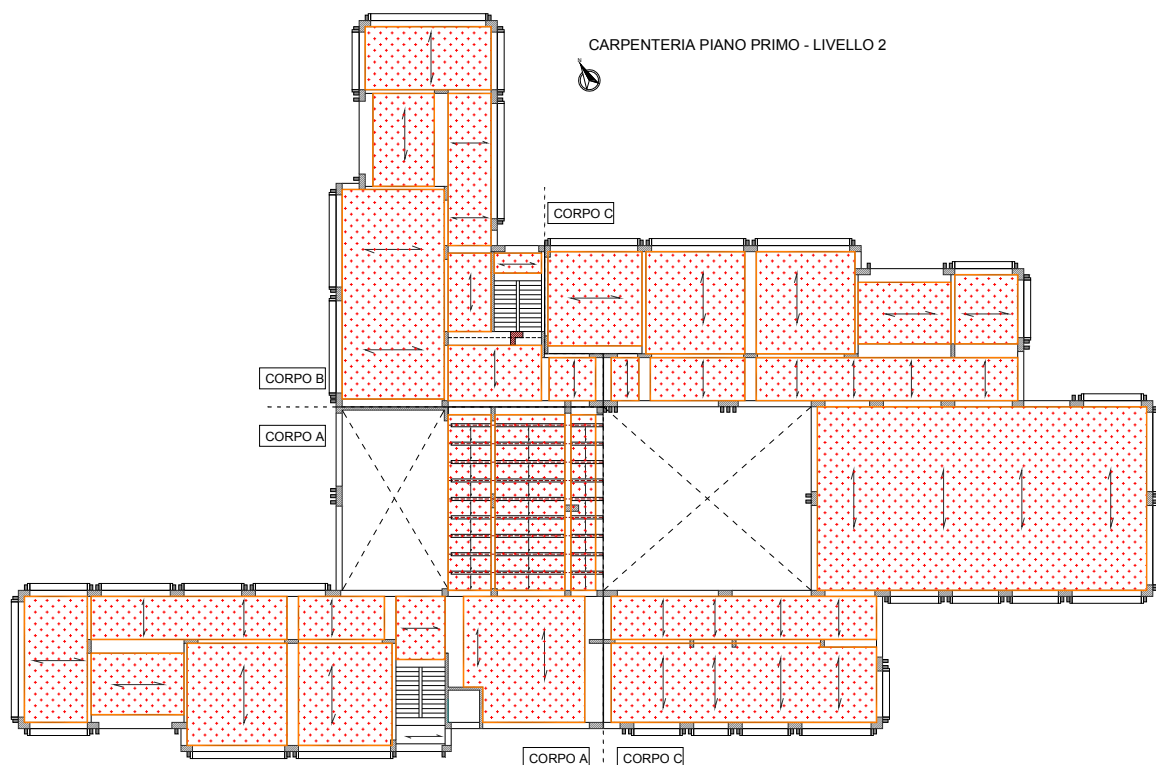 CARPENTERIA PIANO PRIMO - LIVELLO 2
N
CORPO C
CORPO B
CORPO A
CORPO A
CORPO C